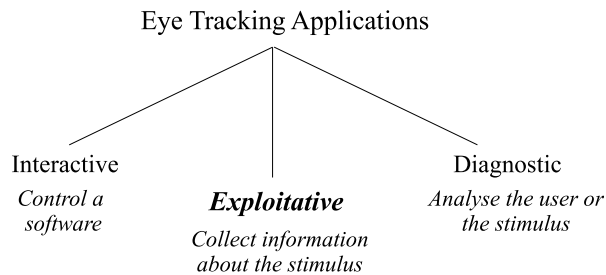 Eye Tracking Applications
Interactive
Control a
software
Exploitative
Collect information
about the stimulus
Diagnostic
Analyse the user or
the stimulus